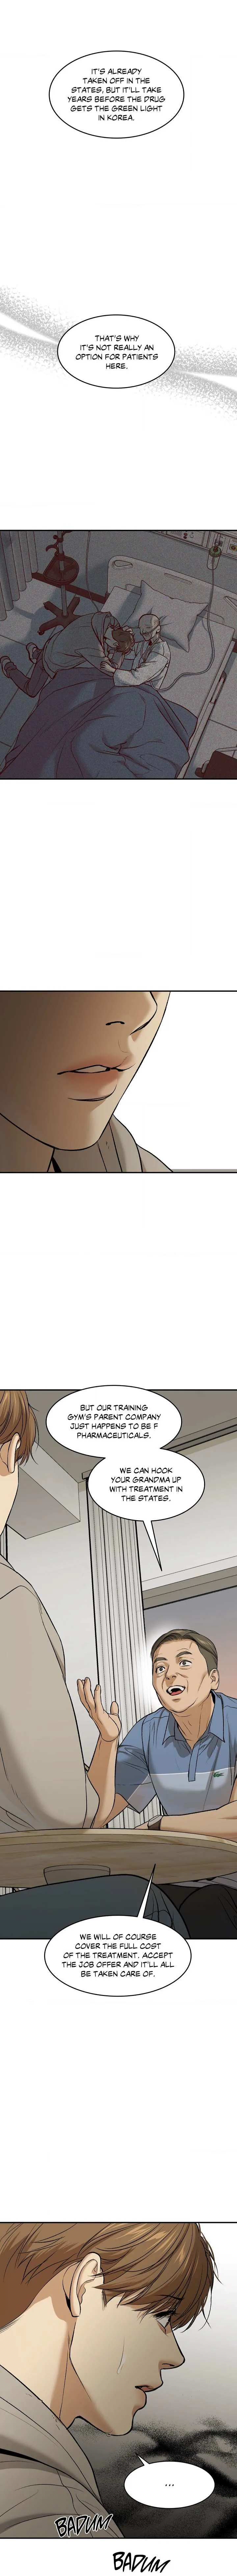 IT'S ALREADY
TAKEN OFF IN THE
STATES, BUT IT'LL TAKE
YEARS BEFORE THE DRUG
GETS THE GREEN LIGHT
IN KOREA.
THAT'S WHY
IT'S NOT REALLY AN
OPTION FOR PATIENTS
HERE.
BUT OUR TRAINING
GYM'S PARENT COMPANY
JUST HAPPENS TO BE F
PHARMACEUTICALS.
WE CAN HOOK
YOUR GRANDMA UP
WITH TREATMENT IN
THE STATES.
WE WILL OF COURSE
COVER THE FULL COST
OF THE TREATMENT. ACCEPT
THE JOB OFFER AND IT'LL ALL
BE TAKEN CARE OF.
...
BADUM
BADUM